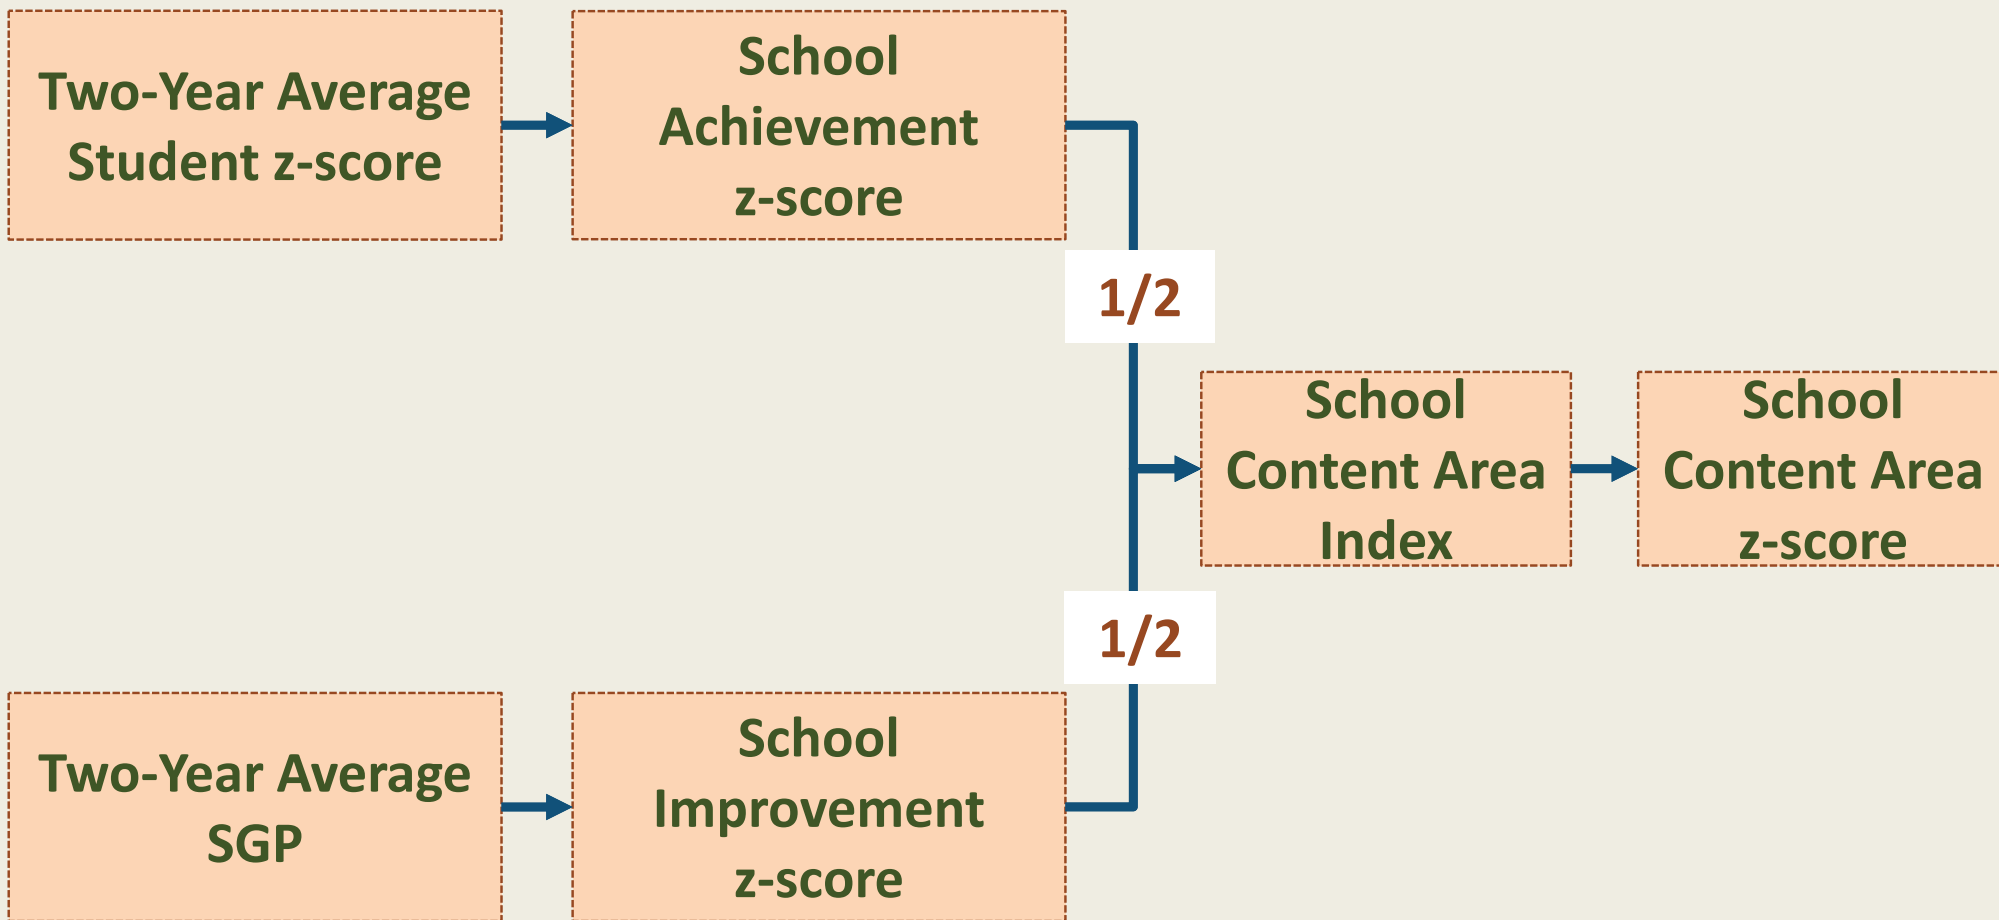 Two-Year Average
Student z-score
School
Achievement
z-score
1/2
School
Content Area
Index
School
Content Area
z-score
1/2
Two-Year Average
SGP
School
Improvement
z-score